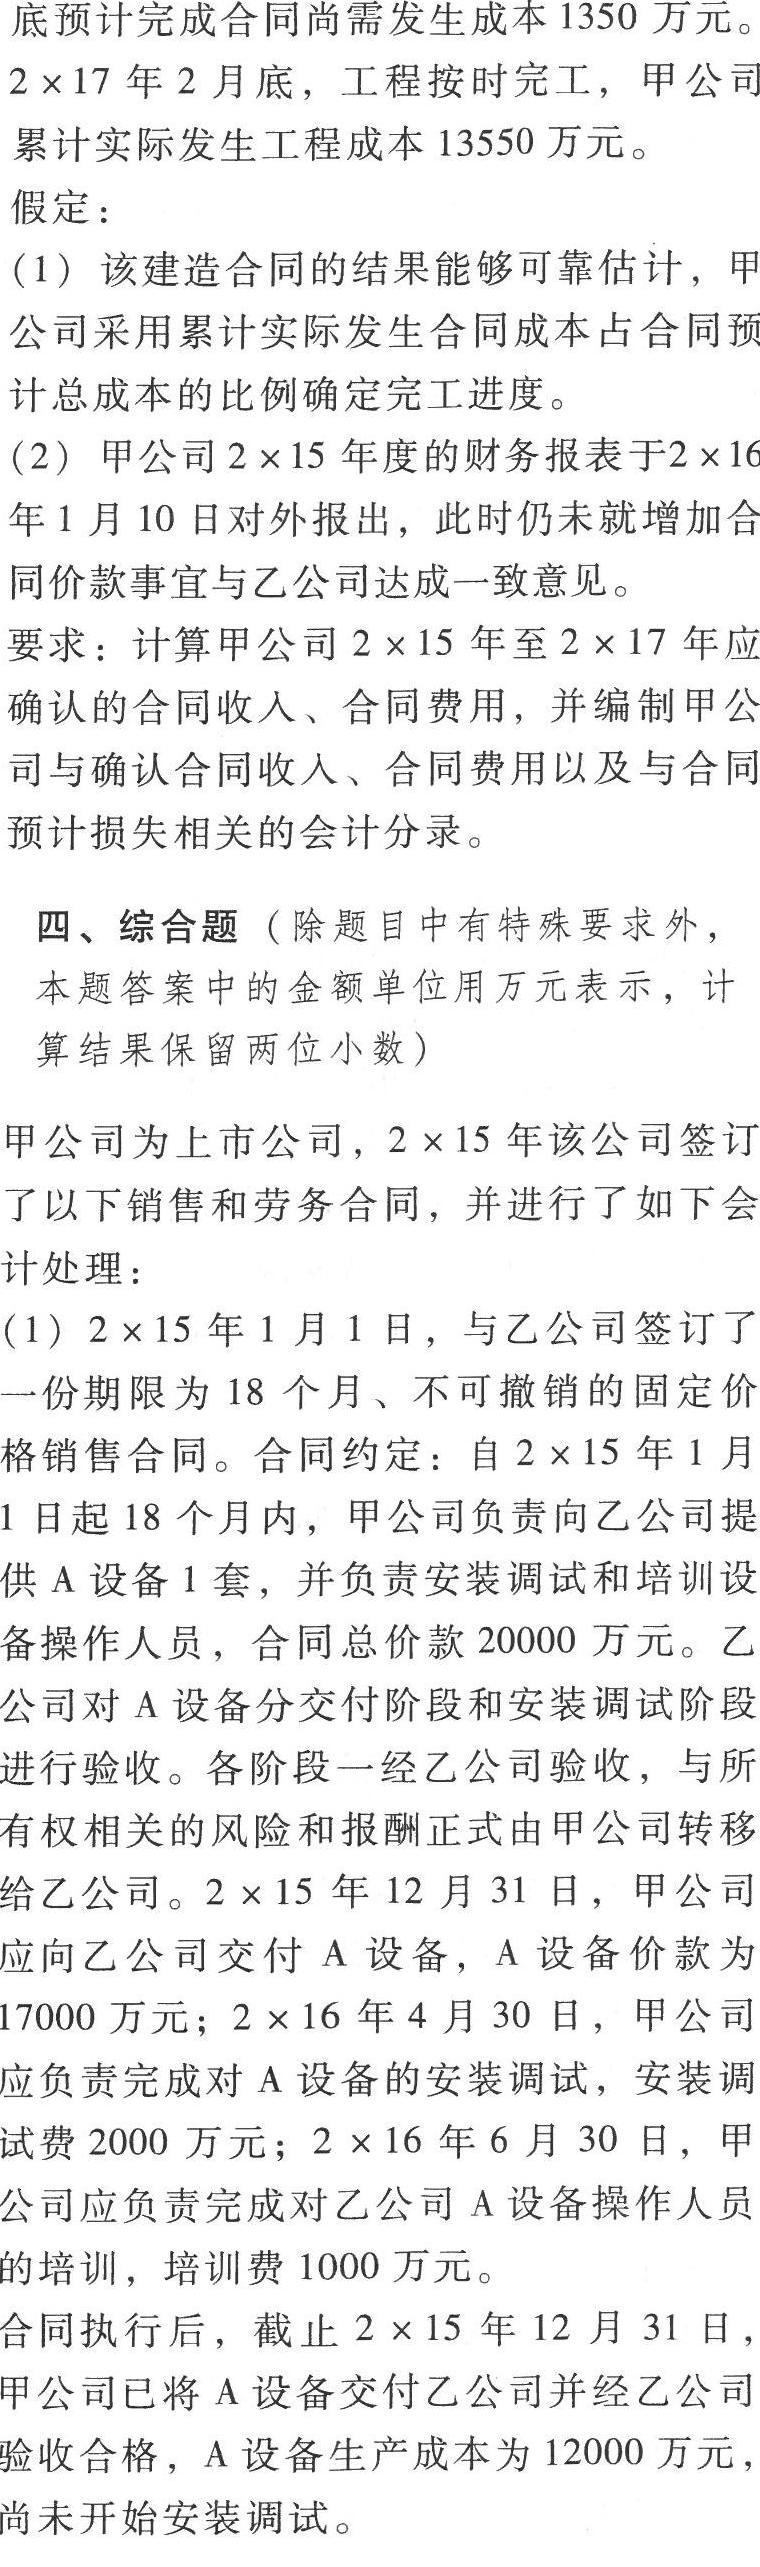 底预计完成合同尚需发生成本 1350 万元。
2×17 年 2 月底，工程按时完工，甲公司
累计实际发生工程成本 13550 万元。
假定：
(1) 该建造合同的结果能够可靠估计，甲
公司采用累计实际发生合同成本占合同预
计总成本的比例确定完工进度。
(2) 甲公司 2×15 年度的财务报表于2×16
年 1 月 10 日对外报出，此时仍未就增加合
同价款事宜与乙公司达成一致意见。
要求：计算甲公司 2×15 年至 2×17 年应
确认的合同收入、合同费用，并编制甲公
司与确认合同收入、合同费用以及与合同
预计损失相关的会计分录。
四、综合题（除题目中有特殊要求外，
本题答案中的金额单位用万元表示，计
算结果保留两位小数）
甲公司为上市公司，2×15 年该公司签订
了以下销售和劳务合同，并进行了如下会
计处理：
(1) 2×15 年 1 月 1 日，与乙公司签订了
一份期限为 18 个月、不可撤销的固定价
格销售合同。合同约定：自 2×15 年 1 月
1 日起 18 个月内，甲公司负责向乙公司提
供 A 设备 1 套，并负责安装调试和培训设
备操作人员，合同总价款 20000 万元。乙
公司对 A 设备分交付阶段和安装调试阶段
进行验收。各阶段一经乙公司验收，与所
有权相关的风险和报酬正式由甲公司转移
给乙公司。2×15 年 12 月 31 日，甲公司
应向乙公司交付 A 设备，A 设备价款为
17000 万元；2×16 年 4 月 30 日，甲公司
应负责完成对 A 设备的安装调试，安装调
试费 2000 万元；2×16 年 6 月 30 日，甲
公司应负责完成对乙公司 A 设备操作人员
的培训，培训费 1000 万元。
合同执行后，截止 2×15 年 12 月 31 日，
甲公司已将 A 设备交付乙公司并经乙公司
验收合格，A 设备生产成本为 12000 万元，
尚未开始安装调试。